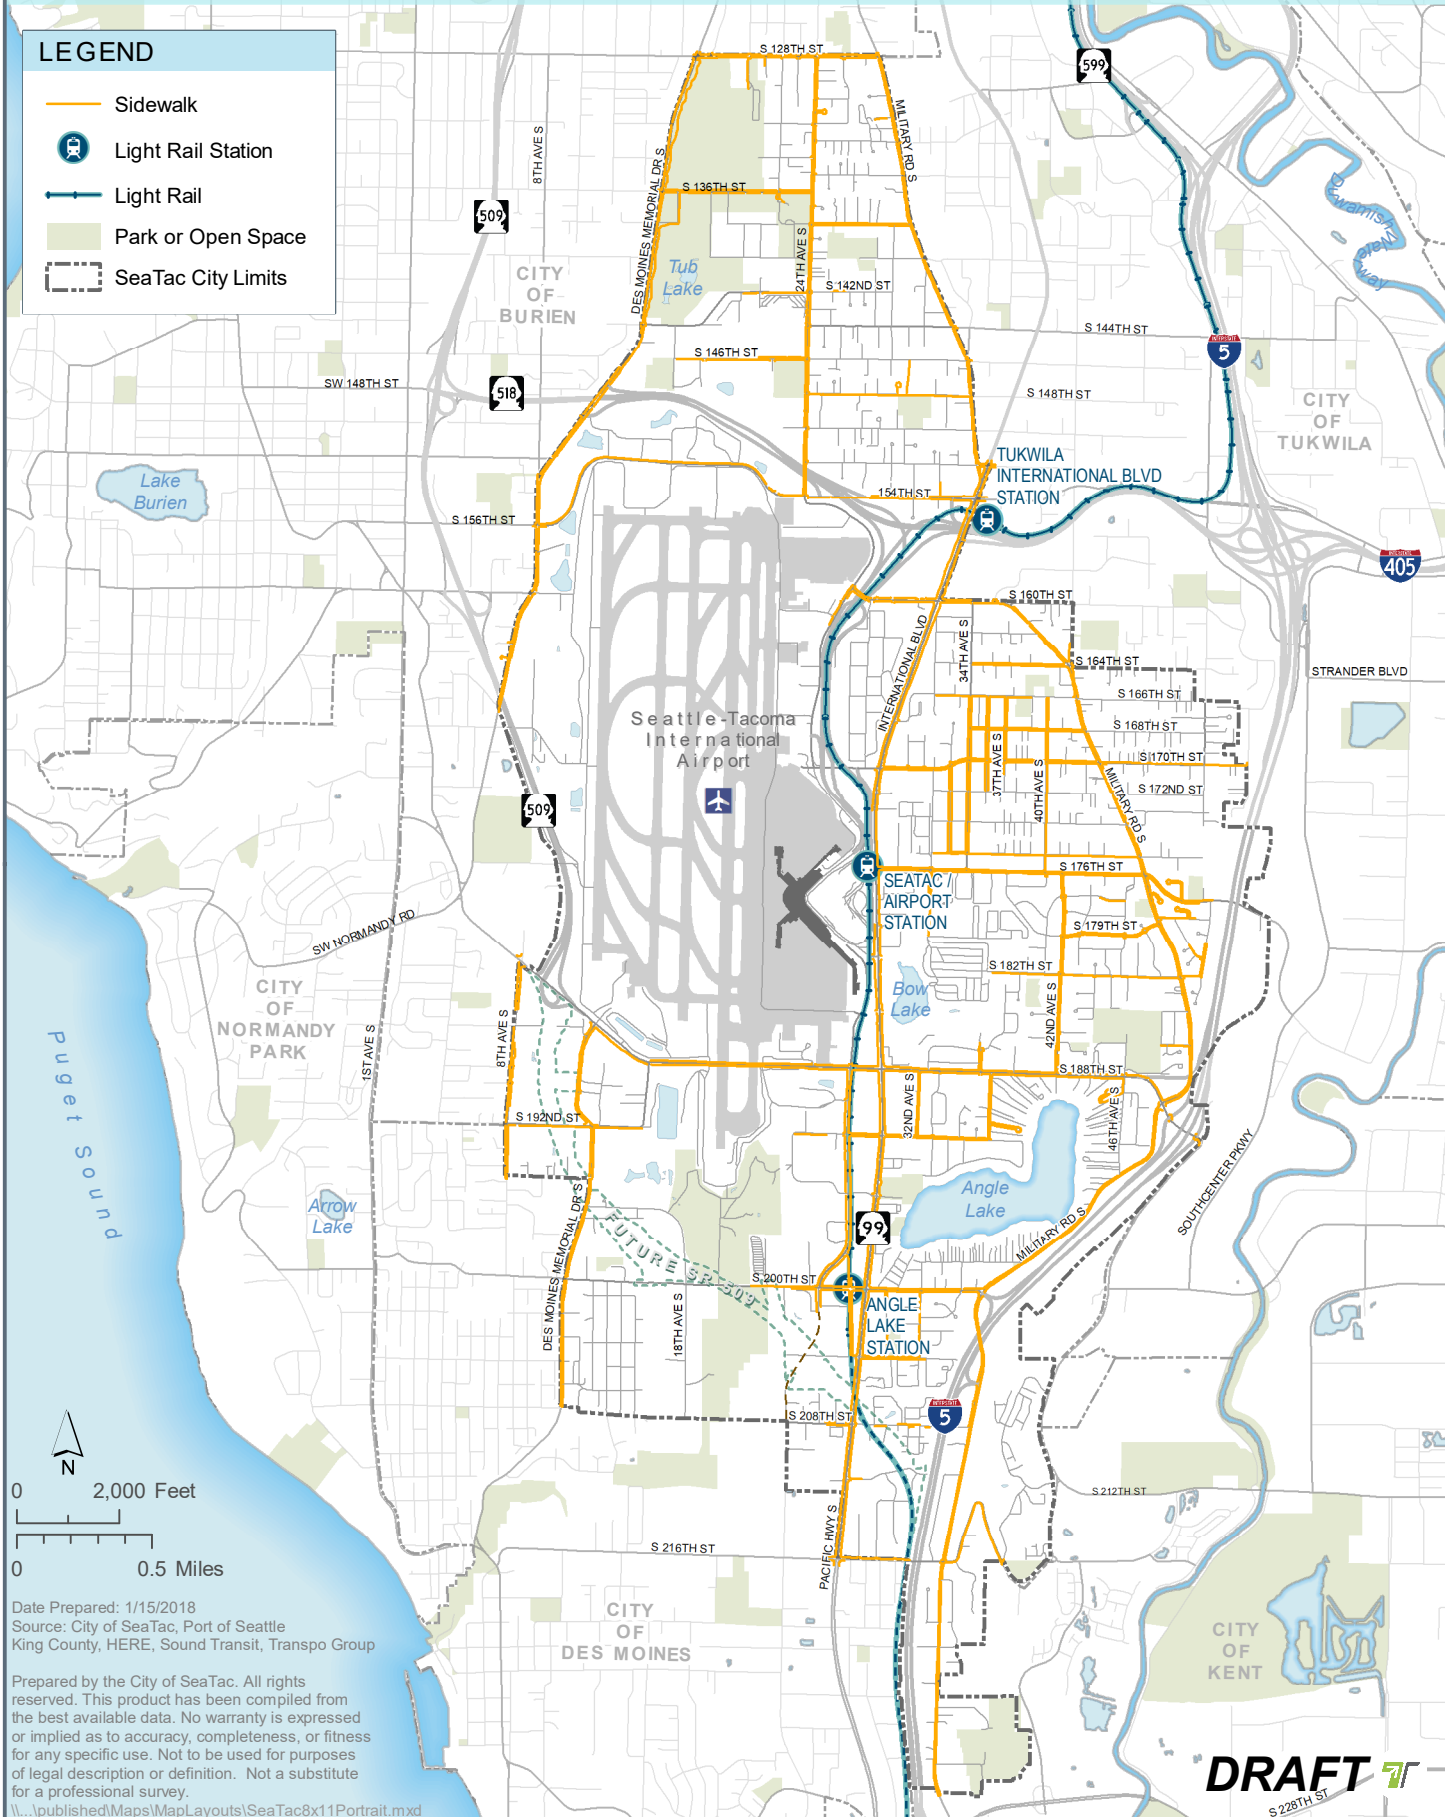 LEGEND
Sidewalk
Light Rail Station
Light Rail
Park or Open Space
SeaTac City Limits
S 128TH ST
599
MILITARY RD S
8TH AVE S
509
DES MOINES MEMORIAL DR S
S 136TH ST
Duwamish
Waterway
CITY
OF
BURIEN
Tub
Lake
24TH AVE S
S 142ND ST
S 144TH ST
5
S 146TH ST
SW 148TH ST
518
S 148TH ST
CITY
OF
TUKWILA
TUKWILA
INTERNATIONAL BLVD
STATION
Lake
Burien
154TH ST
S 156TH ST
INTERSTATE
405
S 160TH ST
INTERNATIONAL BLVD
34TH AVE S
S 164TH ST
STRANDER BLVD
S 166TH ST
Seattle-Tacoma
International
Airport
S 168TH ST
37TH AVE S
S 170TH ST
40TH AVE S
MILITARY RD S
S 172ND ST
509
S 176TH ST
SEATAC /
AIRPORT
STATION
SW NORMANDY RD
S 179TH ST
S 182TH ST
CITY
OF
NORMANDY
PARK
Bow
Lake
42ND AVE S
8TH AVE S
1ST AVE S
Puget Sound
S 188TH ST
32ND AVE S
46TH AVE S
S 192ND ST
SOUTHCENTER PKWY
Arrow
Lake
Angle
Lake
99
MILITARY RD S
DES MOINES MEMORIAL DR S
FUTURE SR 509
S 200TH ST
18TH AVE S
ANGLE
LAKE
STATION
INTERSTATE
5
S 208TH ST
N
0 2,000 Feet
0 0.5 Miles
S 212TH ST
PACIFIC HWY S
S 216TH ST
CITY
OF
DES MOINES
CITY
OF
KENT
Date Prepared: 1/15/2018
Source: City of SeaTac, Port of Seattle
King County, HERE, Sound Transit, Transpo Group
Prepared by the City of SeaTac. All rights
reserved. This product has been compiled from
the best available data. No warranty is expressed
or implied as to accuracy, completeness, or fitness
for any specific use. Not to be used for purposes
of legal description or definition. Not a substitute
for a professional survey.
\\...\published\Maps\MapLayouts\SeaTac8x11Portrait.mxd
DRAFT
S 228TH ST